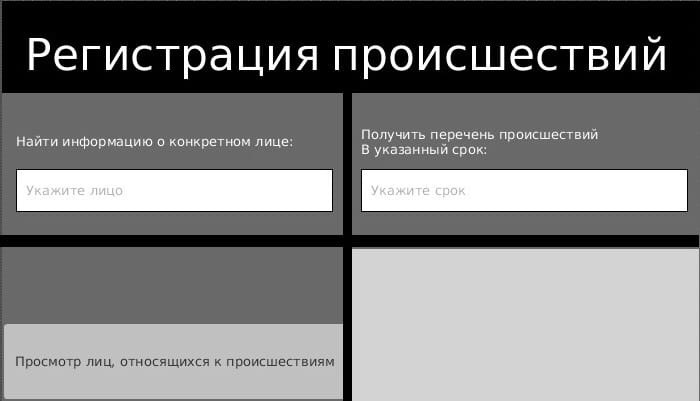 Регистрация происшествий
Найти информацию о конкретном лице:
Укажите лицо
Получить перечень происшествий
В указанный срок:
Укажите срок
Просмотр лиц, относящихся к происшествиям